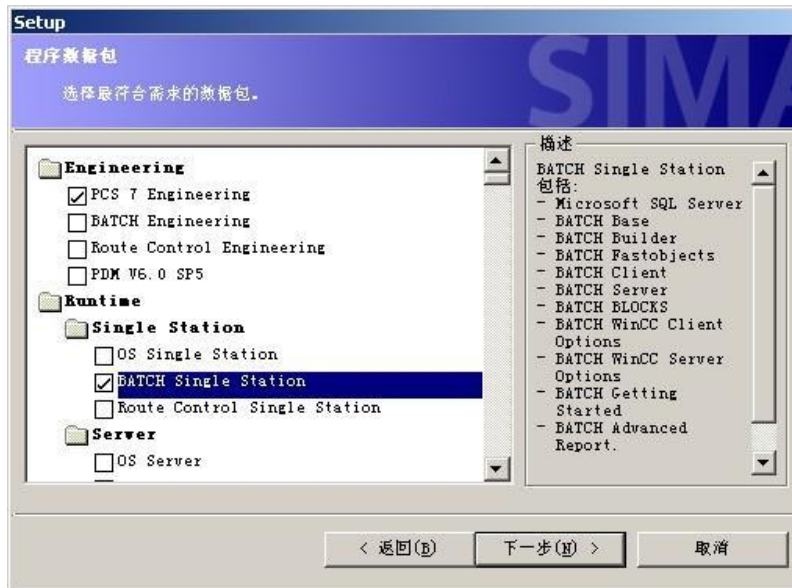 Setup
程序数据包
选择最符合需求的数据包。
SIMA
Engineering
PCS 7 Engineering
BATCH Engineering
Route Control Engineering
PDM V6.0 SP5
Runtime
Single Station
OS Single Station
BATCH Single Station
Route Control Single Station
Server
OS Server
描述
BATCH Single Station
包括:
- Microsoft SQL Server
- BATCH Base
- BATCH Builder
- BATCH Fastobjects
- BATCH Client
- BATCH Server
- BATCH BLOCKS
- BATCH WinCC Client
Options
- BATCH WinCC Server
Options
- BATCH Getting
Started
- BATCH Advanced
Report.
< 返回(B)
下一步(N) >
取消